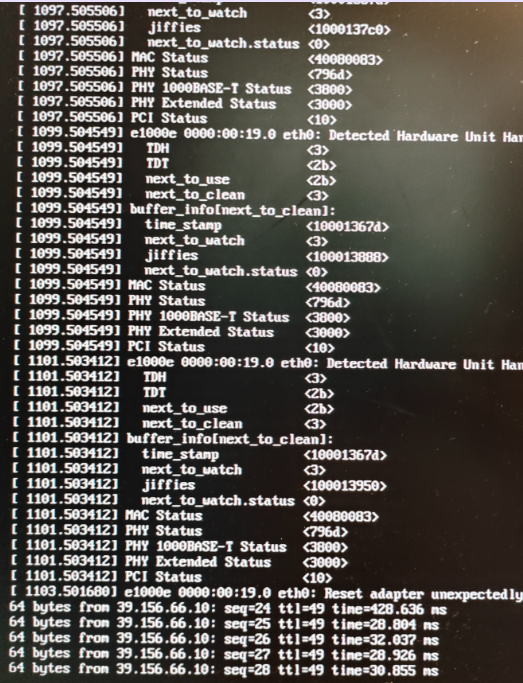 [ 1097.505506]    next_to_watch        <3>
[ 1097.505506]    jiffies              <1000137c0>
[ 1097.505506]    next_to_watch.status <0>
[ 1097.505506] MAC Status             <40080083>
[ 1097.505506] PHY Status             <796d>
[ 1097.505506] PHY 1000BASE-T Status  <3800>
[ 1097.505506] PHY Extended Status    <3000>
[ 1097.505506] PCI Status             <10>
[ 1099.504549] e1000e 0000:00:19.0 eth0: Detected Hardware Unit Han
[ 1099.504549]    TDH                  <3>
[ 1099.504549]    TDT                  <2b>
[ 1099.504549]    next_to_use          <2b>
[ 1099.504549]    next_to_clean        <3>
[ 1099.504549] buffer_info[next_to_clean]:
[ 1099.504549]    time_stamp           <10001367d>
[ 1099.504549]    next_to_watch        <3>
[ 1099.504549]    jiffies              <100013888>
[ 1099.504549]    next_to_watch.status <0>
[ 1099.504549] MAC Status             <40080083>
[ 1099.504549] PHY Status             <796d>
[ 1099.504549] PHY 1000BASE-T Status  <3800>
[ 1099.504549] PHY Extended Status    <3000>
[ 1099.504549] PCI Status             <10>
[ 1101.503412] e1000e 0000:00:19.0 eth0: Detected Hardware Unit Han
[ 1101.503412]    TDH                  <3>
[ 1101.503412]    TDT                  <2b>
[ 1101.503412]    next_to_use          <2b>
[ 1101.503412]    next_to_clean        <3>
[ 1101.503412] buffer_info[next_to_clean]:
[ 1101.503412]    time_stamp           <10001367d>
[ 1101.503412]    next_to_watch        <3>
[ 1101.503412]    jiffies              <100013950>
[ 1101.503412]    next_to_watch.status <0>
[ 1101.503412] MAC Status             <40080083>
[ 1101.503412] PHY Status             <796d>
[ 1101.503412] PHY 1000BASE-T Status  <3800>
[ 1101.503412] PHY Extended Status    <3000>
[ 1101.503412] PCI Status             <10>
[ 1103.501680] e1000e 0000:00:19.0 eth0: Reset adapter unexpectedly
64 bytes from 39.156.66.10: seq=24 ttl=49 time=428.636 ms
64 bytes from 39.156.66.10: seq=25 ttl=49 time=28.804 ms
64 bytes from 39.156.66.10: seq=26 ttl=49 time=32.037 ms
64 bytes from 39.156.66.10: seq=27 ttl=49 time=28.926 ms
64 bytes from 39.156.66.10: seq=28 ttl=49 time=30.855 ms